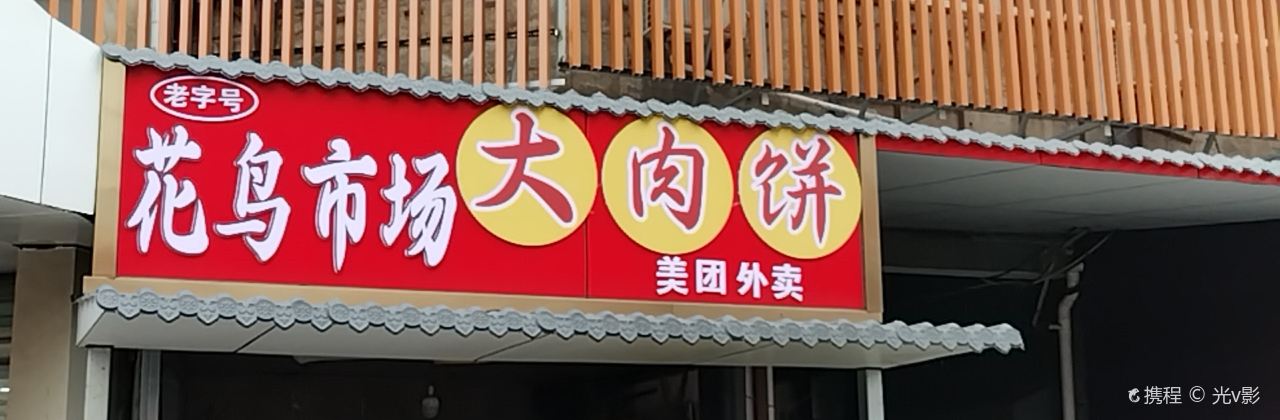 老字号
花鸟市场大肉饼
美团外卖
携程 © 光v影